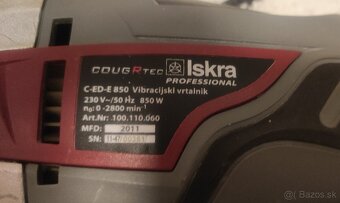 COUGRTEC Iskra
PROFESSIONAL
C-ED-E 850 Vibracijski vrtalnik
230 V~/50 Hz 850 W
n₀: 0 -2800 min⁻¹
Art.Nr: 100.110.060
MFD: 2011
SN:
bazos.sk